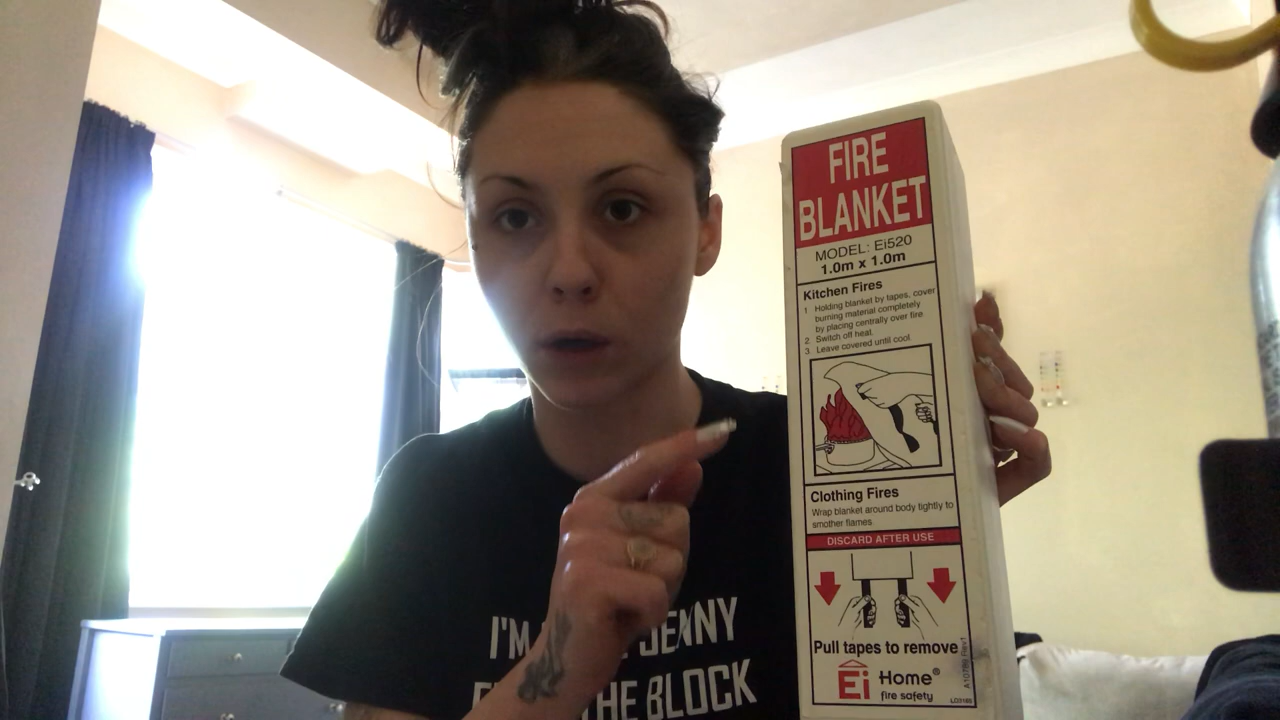 FIRE
BLANKET
MODEL: Ei520
1.0m x 1.0m
Kitchen Fires
1 Holding blanket by tapes, cover
burning material completely
by placing centrally over fire
2 Switch off heat.
3 Leave covered until cool.
Clothing Fires
Wrap blanket around body tightly to
smother flames
DISCARD AFTER USE
Pull tapes to remove
Ei Home®
fire safety
I'M JENNY
THE BLOCK